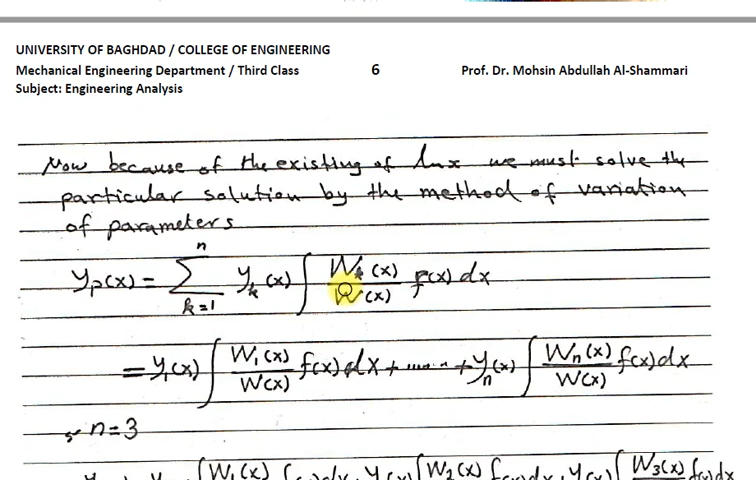 UNIVERSITY OF BAGHDAD / COLLEGE OF ENGINEERING
Mechanical Engineering Department / Third Class 6 Prof. Dr. Mohsin Abdullah Al-Shammari
Subject: Engineering Analysis
Now because of the existing of lnx we must solve the
particular solution by the method of variation
of parameters
yₚ(x) = ∑ₖ₌₁ⁿ yₖ(x) ∫ Wₖ(x)/W(x) f(x) dx
= y₁(x) ∫ W₁(x)/W(x) f(x) dx + ...... + yₙ(x) ∫ Wₙ(x)/W(x) f(x) dx
∵ n=3